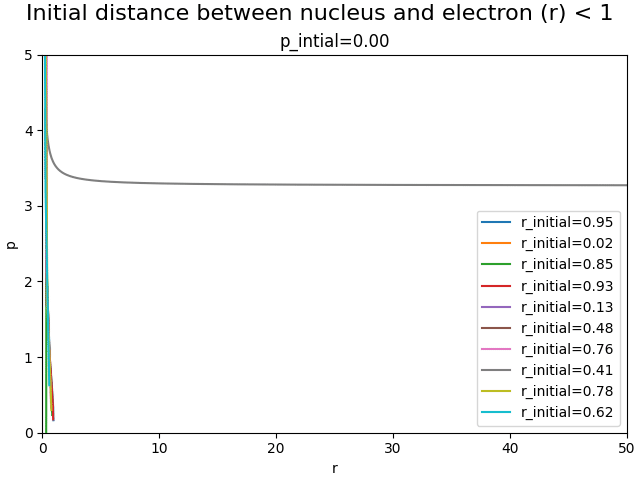 Initial distance between nucleus and electron (r) < 1
p_intial=0.00
5
4
3
2
1
0
p
r_initial=0.95
r_initial=0.02
r_initial=0.85
r_initial=0.93
r_initial=0.13
r_initial=0.48
r_initial=0.76
r_initial=0.41
r_initial=0.78
r_initial=0.62
0 10 20 30 40 50
r